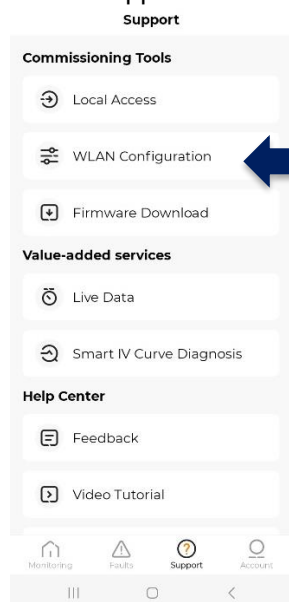 Support
Commissioning Tools
Local Access
WLAN Configuration
Firmware Download
Value-added services
Live Data
Smart IV Curve Diagnosis
Help Center
Feedback
Video Tutorial
Monitoring Faults Support Account